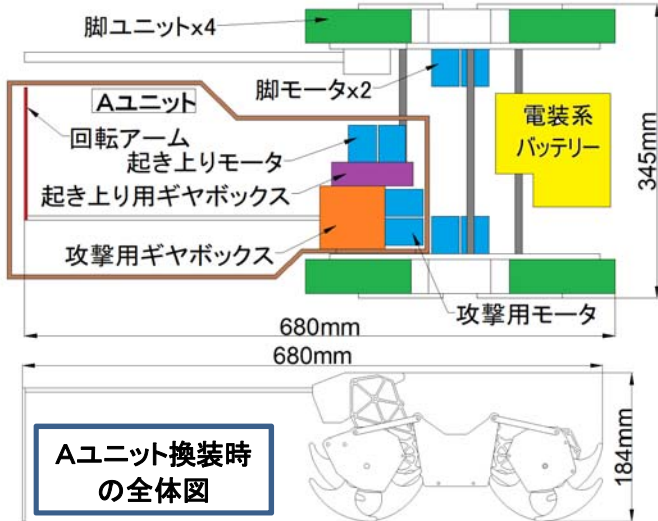 脚ユニットx4
Aユニット
脚モータx2
回転アーム
起き上りモータ
起き上り用ギヤボックス
攻撃用ギヤボックス
電装系
バッテリー
345mm
攻撃用モータ
680mm
680mm
Aユニット換装時
の全体図
184mm